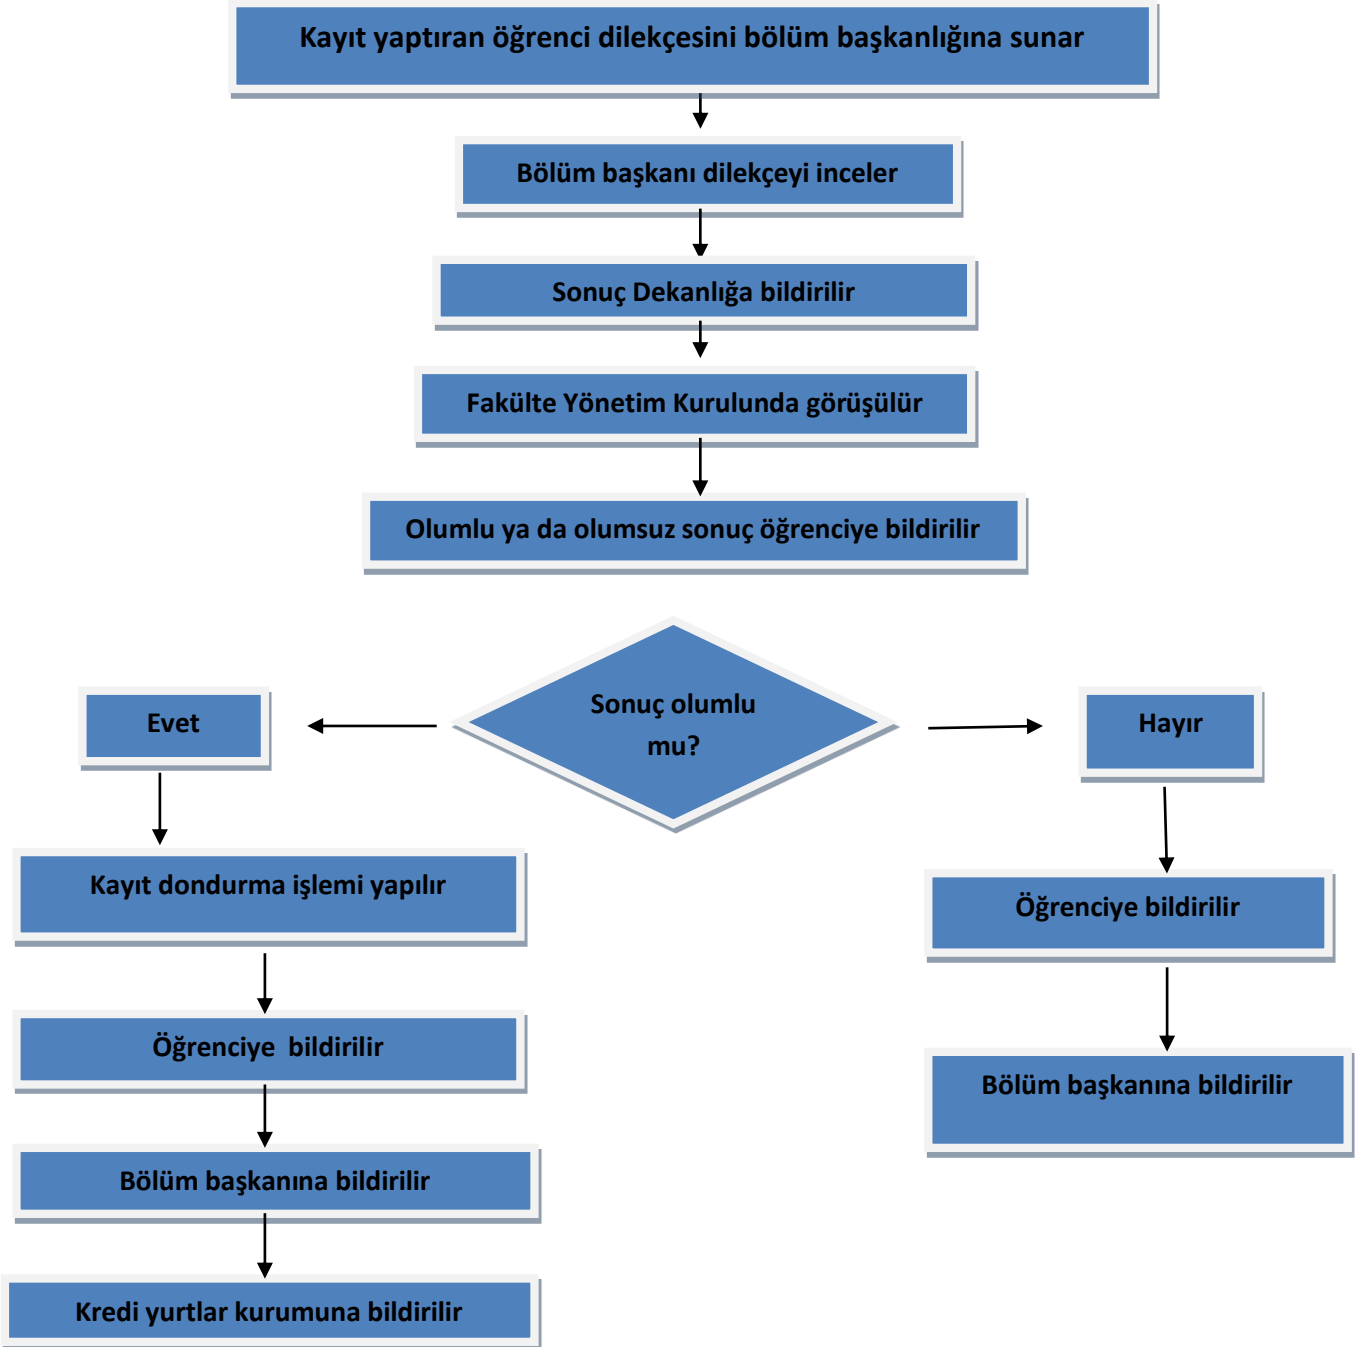 Kayıt yaptıran öğrenci dilekçesini bölüm başkanlığına sunar
Bölüm başkanı dilekçeyi inceler
Sonuç Dekanlığa bildirilir
Fakülte Yönetim Kurulunda görüşülür
Olumlu ya da olumsuz sonuç öğrenciye bildirilir
Sonuç olumlu
mu?
Evet
Hayır
Kayıt dondurma işlemi yapılır
Öğrenciye bildirilir
Öğrenciye  bildirilir
Bölüm başkanına bildirilir
Bölüm başkanına bildirilir
Kredi yurtlar kurumuna bildirilir